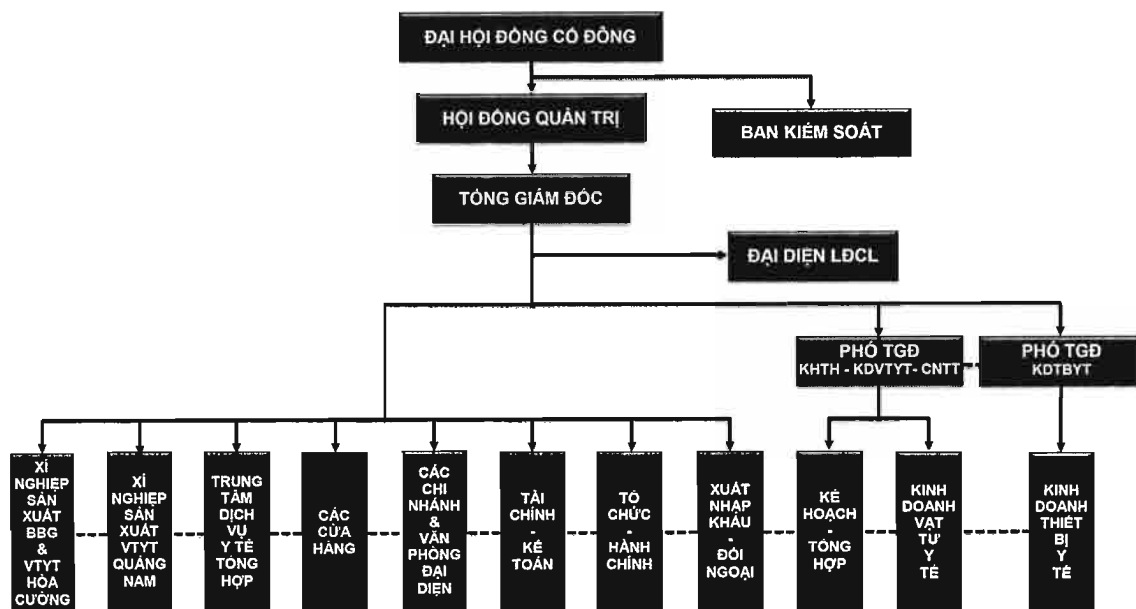 ĐẠI HỘI ĐỒNG CỔ ĐÔNG
HỘI ĐỒNG QUẢN TRỊ
BAN KIỂM SOÁT
TỔNG GIÁM ĐỐC
ĐẠI DIỆN LĐCL
PHÓ TGĐ
KHTH - KDVTYT- CNTT
PHÓ TGĐ
KDTBYT
XÍ
NGHIỆP
SẢN
XUẤT
BBG
&
VTYT
HÒA
CƯỜNG
XÍ
NGHIỆP
SẢN
XUẤT
VTYT
QUẢNG
NAM
TRUNG
TÂM
DỊCH
VỤ
Y TẾ
TỔNG
HỢP
CÁC
CỬA
HÀNG
CÁC
CHI
NHÁNH
&
VĂN
PHÒNG
ĐẠI
DIỆN
TÀI
CHÍNH
-
KẾ
TOÁN
TỔ
CHỨC
-
HÀNH
CHÍNH
XUẤT
NHẬP
KHẨU
-
ĐỐI
NGOẠI
KẾ
HOẠCH
-
TỔNG
HỢP
KINH
DOANH
VẬT
TƯ
Y
TẾ
KINH
DOANH
THIẾT
BỊ
Y
TẾ